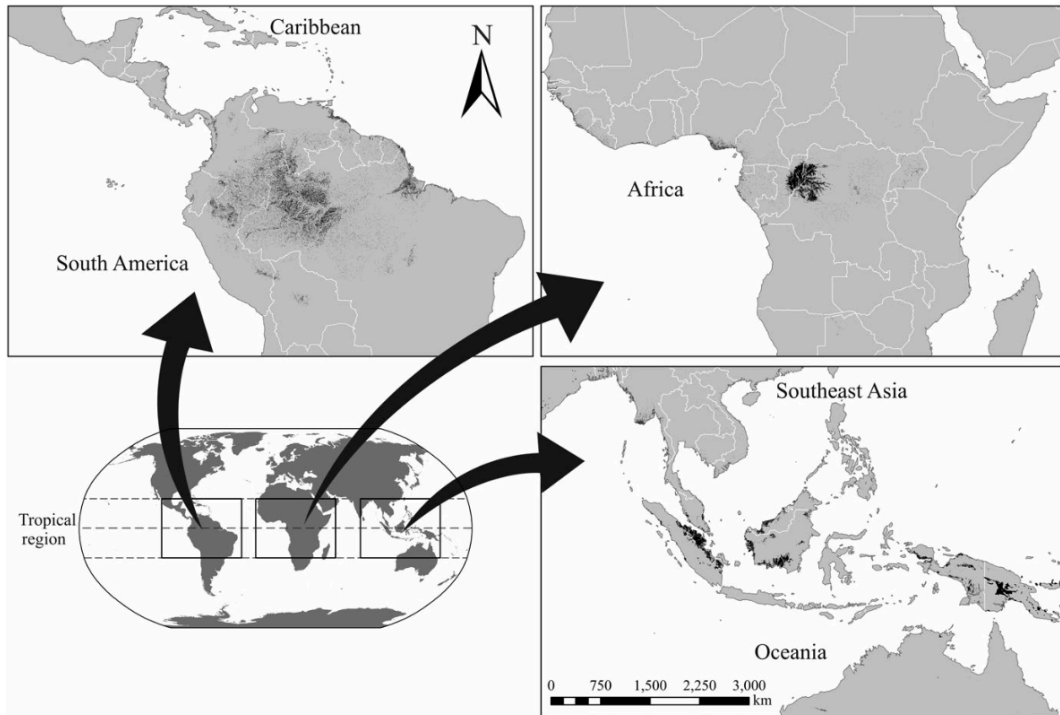 Caribbean
N
South America
Africa
Tropical
region
Southeast Asia
Oceania
0 750 1,500 2,250 3,000
km